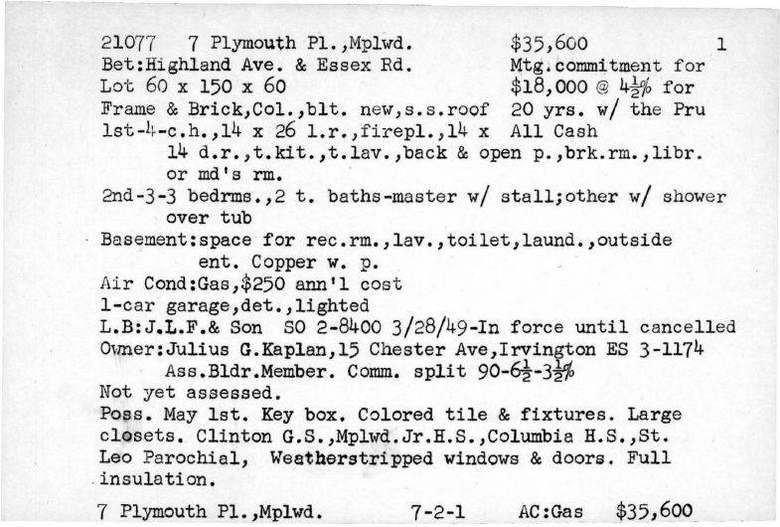 21077 7 Plymouth Pl.,Mplwd. $35,600 1
Bet:Highland Ave. & Essex Rd. Mtg.commitment for
Lot 60 x 150 x 60 $18,000 @ 4½% for
Frame & Brick,Col.,blt. new,s.s.roof 20 yrs. w/ the Pru
1st-4-c.h.,14 x 26 l.r.,firepl.,14 x All Cash
14 d.r.,t.kit.,t.lav.,back & open p.,brk.rm.,libr.
or md's rm.
2nd-3-3 bedrms.,2 t. baths-master w/ stall;other w/ shower
over tub
Basement:space for rec.rm.,lav.,toilet,laund.,outside
ent. Copper w. p.
Air Cond:Gas,$250 ann'l cost
1-car garage,det.,lighted
L.B:J.L.F.& Son SO 2-8400 3/28/49-In force until cancelled
Owner:Julius G.Kaplan,15 Chester Ave,Irvington ES 3-1174
Ass.Bldr.Member. Comm. split 90-6½-3½%
Not yet assessed.
Poss. May 1st. Key box. Colored tile & fixtures. Large
closets. Clinton G.S.,Mplwd.Jr.H.S.,Columbia H.S.,St.
Leo Parochial, Weatherstripped windows & doors. Full
insulation.
7 Plymouth Pl.,Mplwd. 7-2-1 AC:Gas $35,600